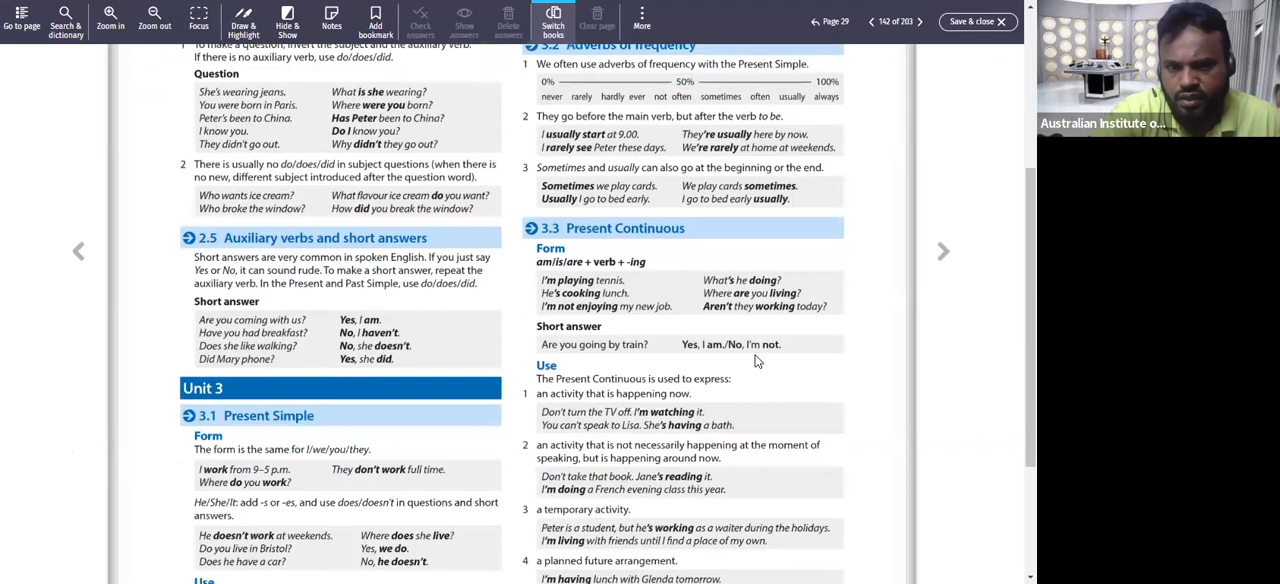 Go to page
Search & dictionary
Zoom in
Zoom out
Focus
Draw & Highlight
Hide & Show
Notes
Add bookmark
Check answers
Show answers
Delete answers
Switch books
Clear page
More
Page 29
142 of 203
Save & close
Australian Institute o...
1 To make a question, invert the subject and the auxiliary verb.
If there is no auxiliary verb, use do/does/did.
Question
She's wearing jeans. What is she wearing?
You were born in Paris. Where were you born?
Peter's been to China. Has Peter been to China?
I know you. Do I know you?
They didn't go out. Why didn't they go out?
2 There is usually no do/does/did in subject questions (when there is
no new, different subject introduced after the question word).
Who wants ice cream? What flavour ice cream do you want?
Who broke the window? How did you break the window?
2.5 Auxiliary verbs and short answers
Short answers are very common in spoken English. If you just say
Yes or No, it can sound rude. To make a short answer, repeat the
auxiliary verb. In the Present and Past Simple, use do/does/did.
Short answer
Are you coming with us? Yes, I am.
Have you had breakfast? No, I haven't.
Does she like walking? No, she doesn't.
Did Mary phone? Yes, she did.
Unit 3
3.1 Present Simple
Form
The form is the same for I/we/you/they.
I work from 9–5 p.m. They don't work full time.
Where do you work?
He/She/It: add -s or -es, and use does/doesn't in questions and short
answers.
He doesn't work at weekends. Where does she live?
Do you live in Bristol? Yes, we do.
Does he have a car? No, he doesn't.
Use
3.2 Adverbs of frequency
1 We often use adverbs of frequency with the Present Simple.
0% 50% 100%
never rarely hardly ever not often sometimes often usually always
2 They go before the main verb, but after the verb to be.
I usually start at 9.00. They're usually here by now.
I rarely see Peter these days. We're rarely at home at weekends.
3 Sometimes and usually can also go at the beginning or the end.
Sometimes we play cards. We play cards sometimes.
Usually I go to bed early. I go to bed early usually.
3.3 Present Continuous
Form
am/is/are + verb + -ing
I'm playing tennis. What's he doing?
He's cooking lunch. Where are you living?
I'm not enjoying my new job. Aren't they working today?
Short answer
Are you going by train? Yes, I am./No, I'm not.
Use
The Present Continuous is used to express:
1 an activity that is happening now.
Don't turn the TV off. I'm watching it.
You can't speak to Lisa. She's having a bath.
2 an activity that is not necessarily happening at the moment of
speaking, but is happening around now.
Don't take that book. Jane's reading it.
I'm doing a French evening class this year.
3 a temporary activity.
Peter is a student, but he's working as a waiter during the holidays.
I'm living with friends until I find a place of my own.
4 a planned future arrangement.
I'm having lunch with Glenda tomorrow.